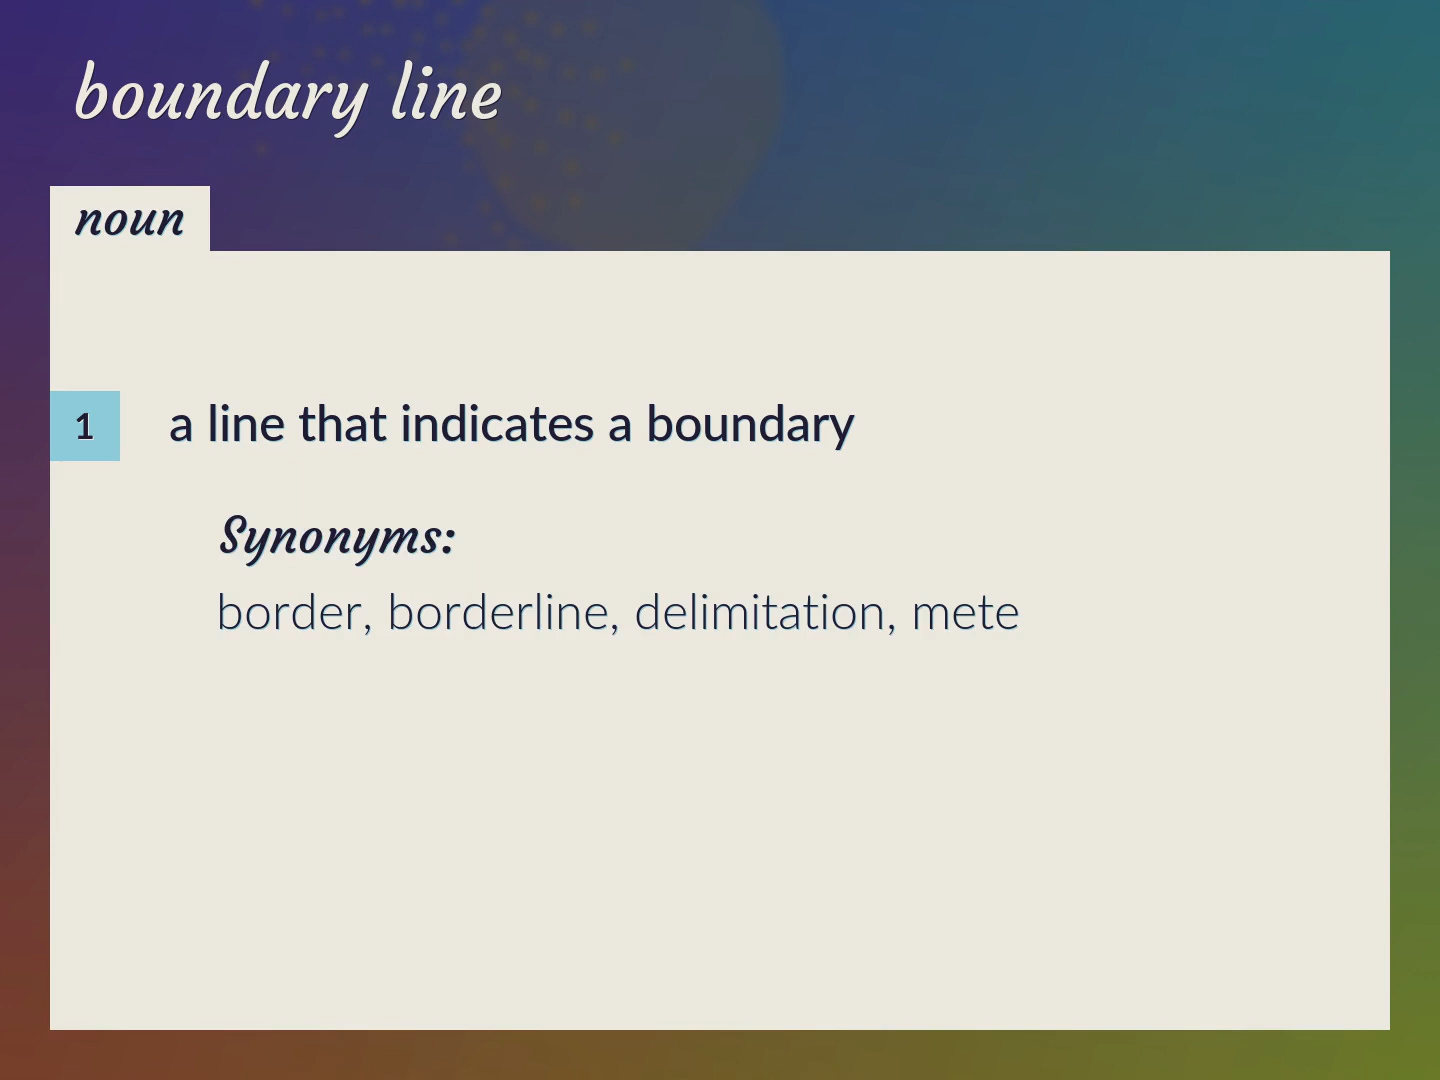 boundary line
noun
1
a line that indicates a boundary
Synonyms:
border, borderline, delimitation, mete